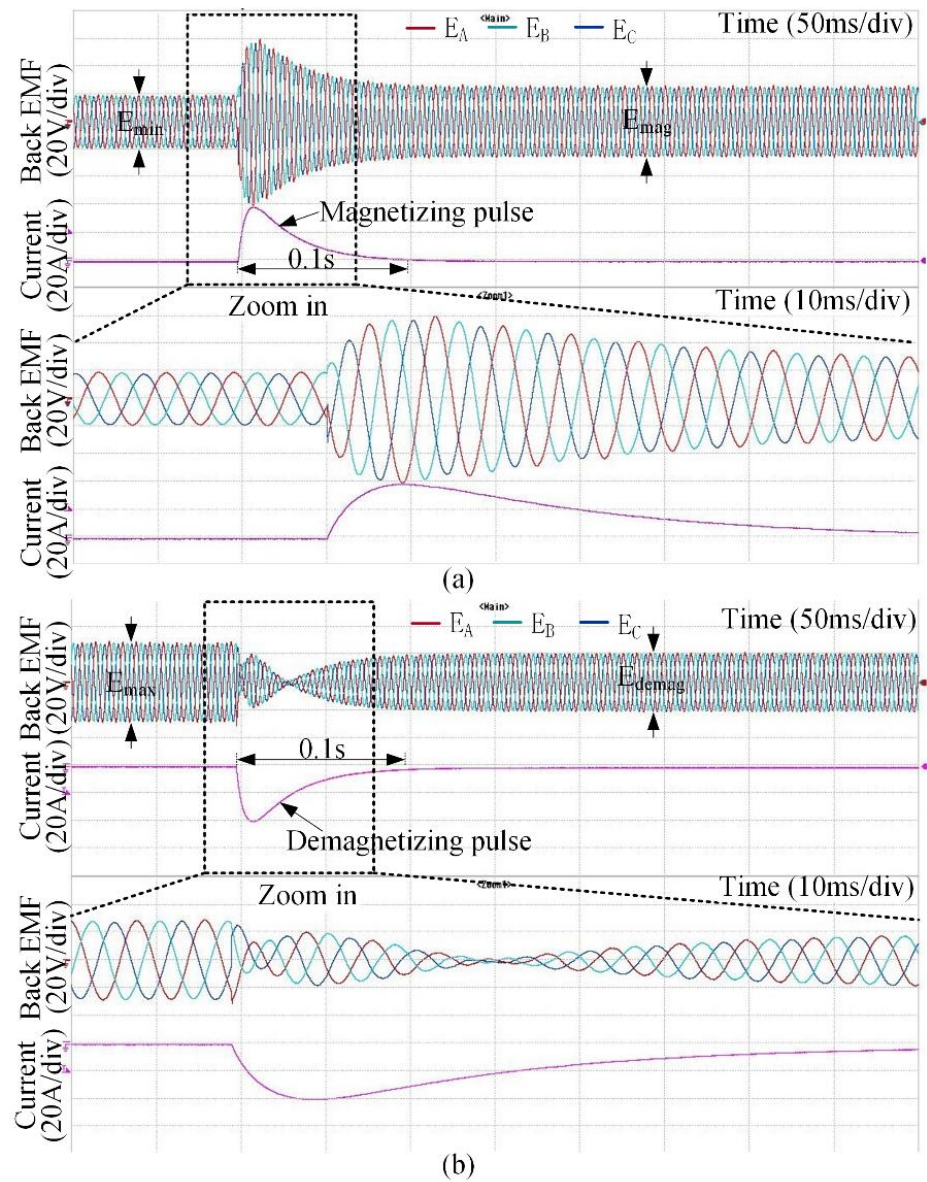 <Main>
E_A E_B E_C
Time (50ms/div)
Back EMF
(20V/div)
E_min
E_mag
Current
(20A/div)
Magnetizing pulse
0.1s
Zoom in
<Zoom1>
Time (10ms/div)
Back EMF
(20V/div)
Current
(20A/div)
(a)
<Main>
E_A E_B E_C
Time (50ms/div)
Back EMF
(20V/div)
E_max
E_demag
Current
(20A/div)
0.1s
Demagnetizing pulse
Zoom in
<Zoom1>
Time (10ms/div)
Back EMF
(20V/div)
Current
(20A/div)
(b)